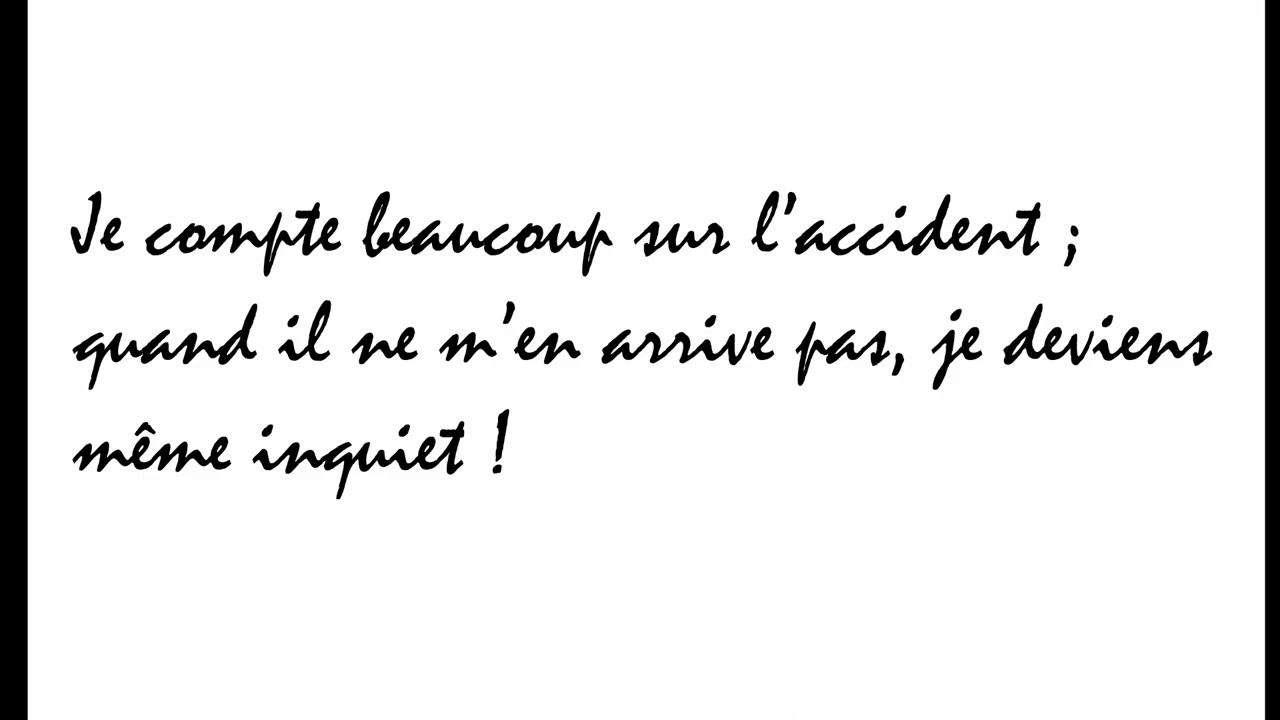 Je compte beaucoup sur l'accident ;
quand il ne m'en arrive pas, je deviens
même inquiet !